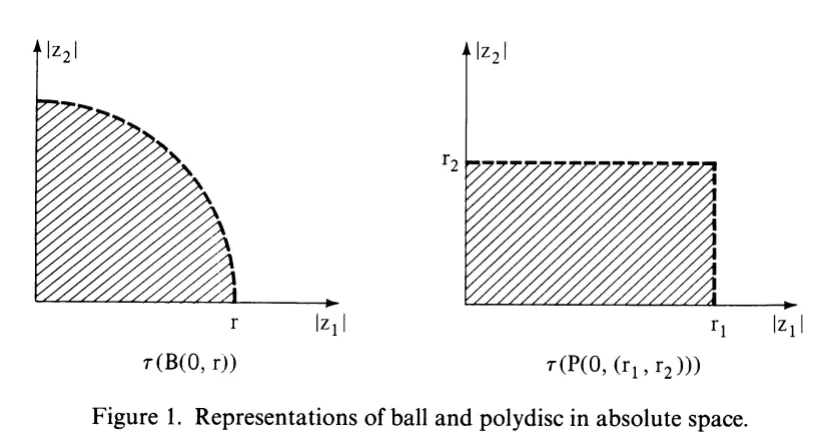 |z₂|
r
|z₁|
τ(B(0, r))
|z₂|
r₂
r₁
|z₁|
τ(P(0, (r₁, r₂)))
Figure 1. Representations of ball and polydisc in absolute space.